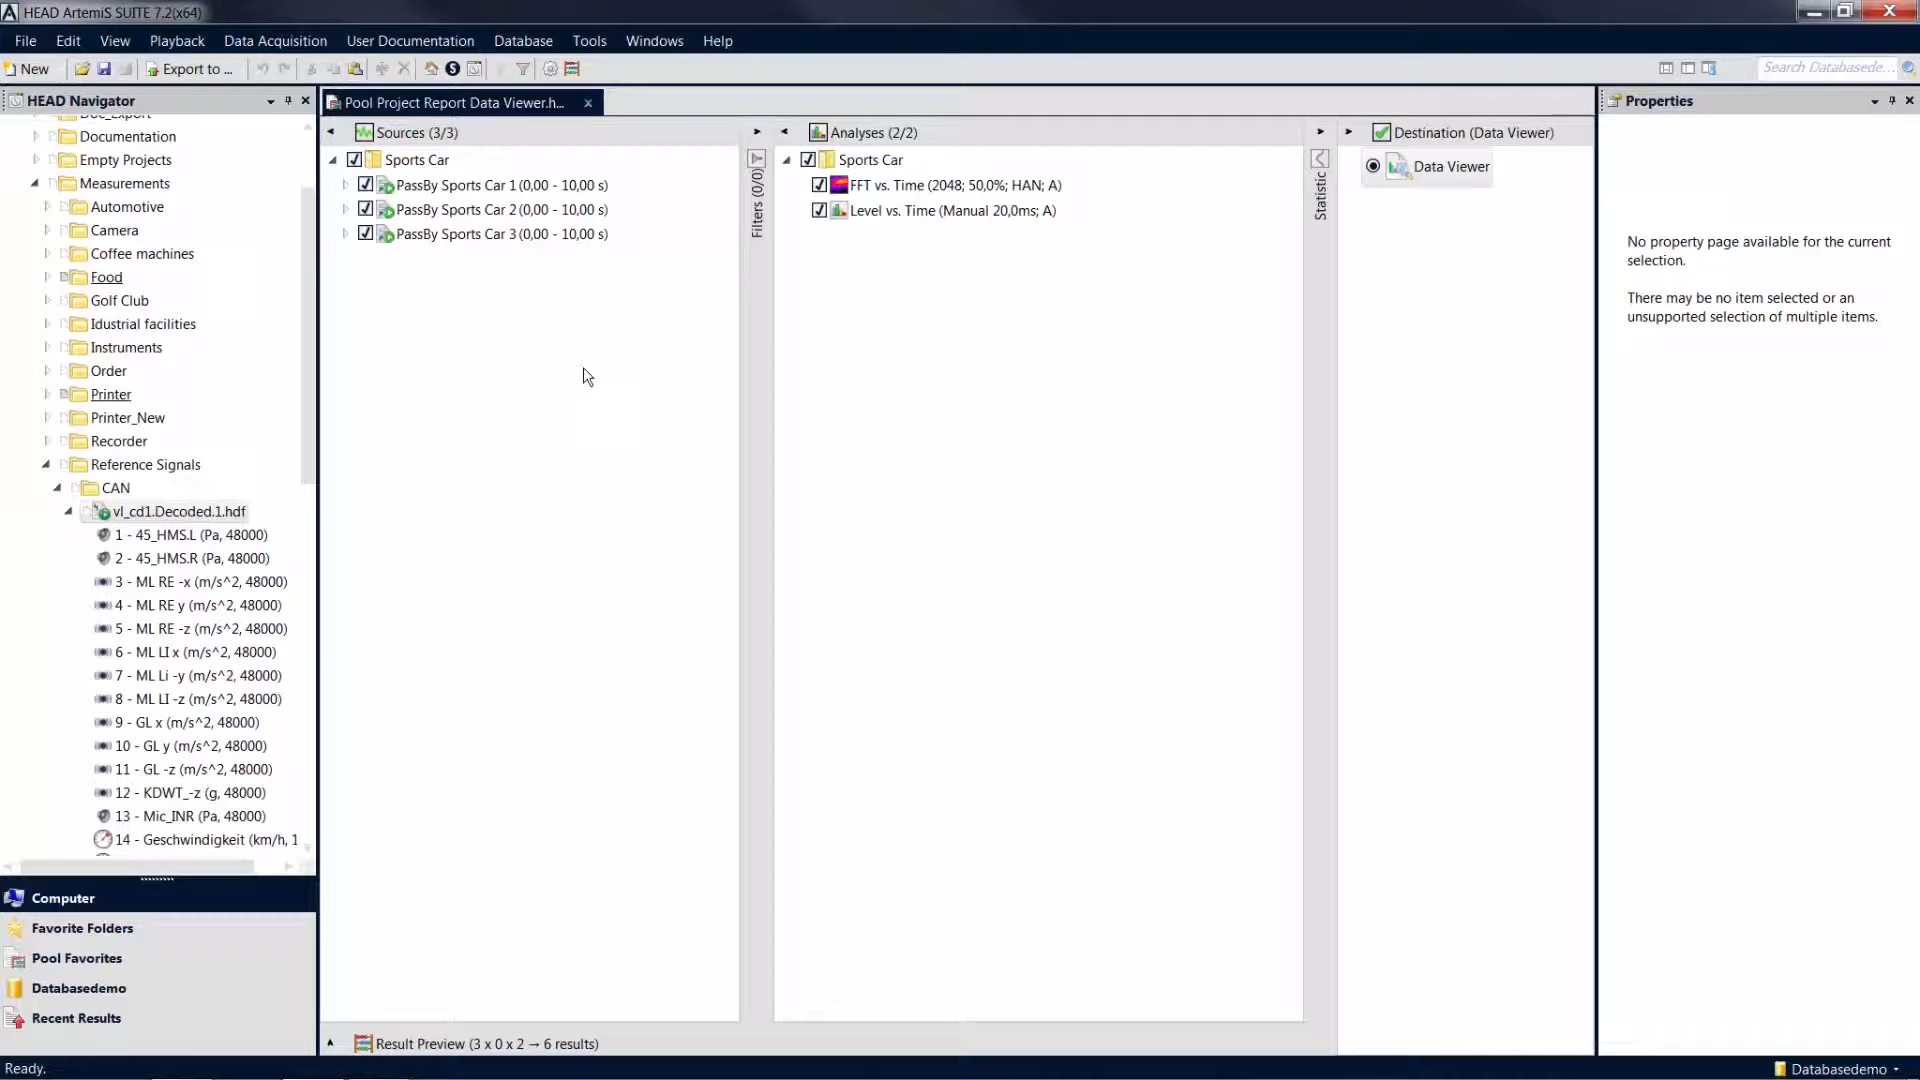 HEAD ArtemiS SUITE 7.2(x64)
File Edit View Playback Data Acquisition User Documentation Database Tools Windows Help
New Export to ... Search Databasede...
HEAD Navigator
Doc_Export
Documentation
Empty Projects
Measurements
Automotive
Camera
Coffee machines
Food
Golf Club
Idustrial facilities
Instruments
Order
Printer
Printer_New
Recorder
Reference Signals
CAN
vl_cd1.Decoded.1.hdf
1 - 45_HMS.L (Pa, 48000)
2 - 45_HMS.R (Pa, 48000)
3 - ML RE -x (m/s^2, 48000)
4 - ML RE y (m/s^2, 48000)
5 - ML RE -z (m/s^2, 48000)
6 - ML LI x (m/s^2, 48000)
7 - ML Li -y (m/s^2, 48000)
8 - ML LI -z (m/s^2, 48000)
9 - GL x (m/s^2, 48000)
10 - GL y (m/s^2, 48000)
11 - GL -z (m/s^2, 48000)
12 - KDWT_-z (g, 48000)
13 - Mic_INR (Pa, 48000)
14 - Geschwindigkeit (km/h, 1
Computer
Favorite Folders
Pool Favorites
Databasedemo
Recent Results
Pool Project Report Data Viewer.h...
Sources (3/3)
Sports Car
PassBy Sports Car 1 (0,00 - 10,00 s)
PassBy Sports Car 2 (0,00 - 10,00 s)
PassBy Sports Car 3 (0,00 - 10,00 s)
Filters (0/0)
Analyses (2/2)
Sports Car
FFT vs. Time (2048; 50,0%; HAN; A)
Level vs. Time (Manual 20,0ms; A)
Statistic
Destination (Data Viewer)
Data Viewer
Result Preview (3 x 0 x 2 → 6 results)
Properties
No property page available for the current
selection.
There may be no item selected or an
unsupported selection of multiple items.
Ready.
Databasedemo